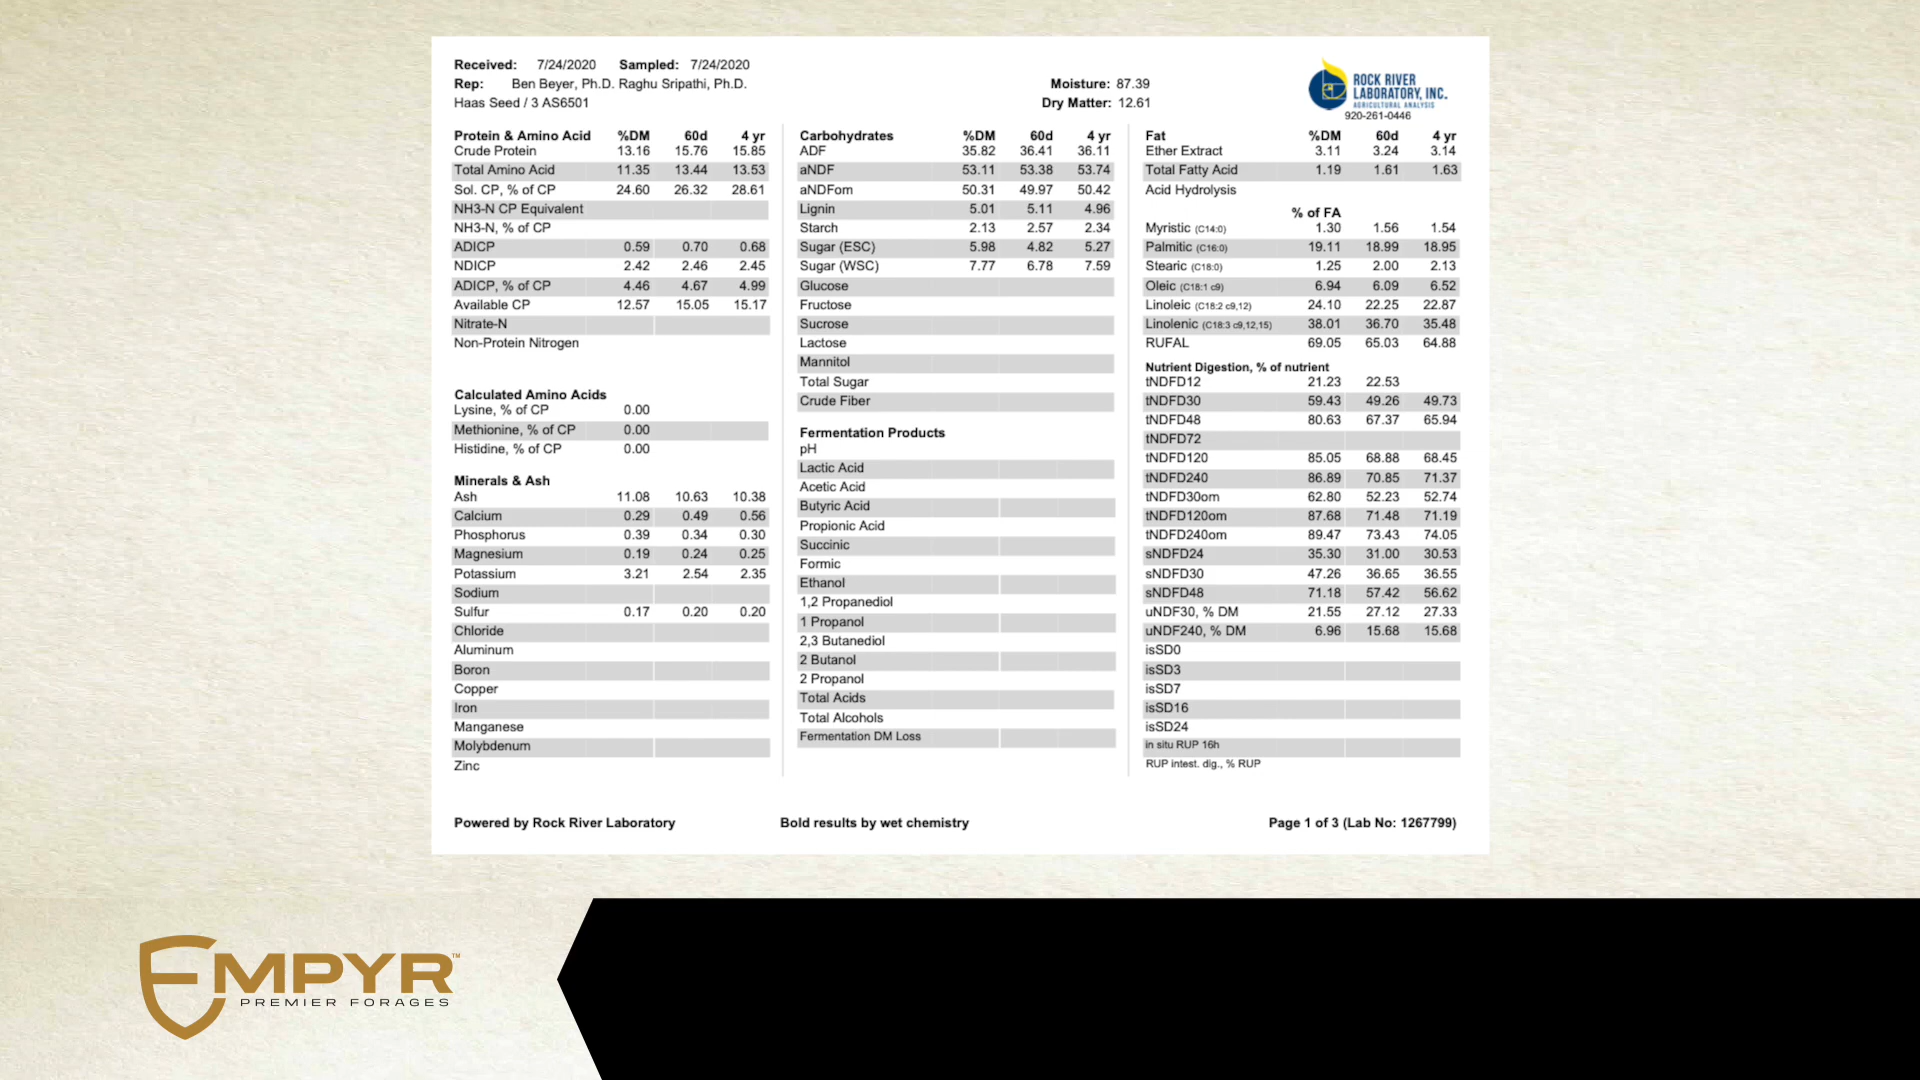 Received: 7/24/2020 Sampled: 7/24/2020
Rep: Ben Beyer, Ph.D. Raghu Sripathi, Ph.D.
Haas Seed / 3 AS6501
Moisture: 87.39
Dry Matter: 12.61
ROCK RIVER
LABORATORY, INC.
AGRICULTURAL ANALYSIS
920-261-0446
Protein & Amino Acid %DM 60d 4 yr
Crude Protein 13.16 15.76 15.85
Total Amino Acid 11.35 13.44 13.53
Sol. CP, % of CP 24.60 26.32 28.61
NH3-N CP Equivalent
NH3-N, % of CP
ADICP 0.59 0.70 0.68
NDICP 2.42 2.46 2.45
ADICP, % of CP 4.46 4.67 4.99
Available CP 12.57 15.05 15.17
Nitrate-N
Non-Protein Nitrogen
Calculated Amino Acids
Lysine, % of CP 0.00
Methionine, % of CP 0.00
Histidine, % of CP 0.00
Minerals & Ash
Ash 11.08 10.63 10.38
Calcium 0.29 0.49 0.56
Phosphorus 0.39 0.34 0.30
Magnesium 0.19 0.24 0.25
Potassium 3.21 2.54 2.35
Sodium
Sulfur 0.17 0.20 0.20
Chloride
Aluminum
Boron
Copper
Iron
Manganese
Molybdenum
Zinc
Carbohydrates %DM 60d 4 yr
ADF 35.82 36.41 36.11
aNDF 53.11 53.38 53.74
aNDFom 50.31 49.97 50.42
Lignin 5.01 5.11 4.96
Starch 2.13 2.57 2.34
Sugar (ESC) 5.98 4.82 5.27
Sugar (WSC) 7.77 6.78 7.59
Glucose
Fructose
Sucrose
Lactose
Mannitol
Total Sugar
Crude Fiber
Fermentation Products
pH
Lactic Acid
Acetic Acid
Butyric Acid
Propionic Acid
Succinic
Formic
Ethanol
1,2 Propanediol
1 Propanol
2,3 Butanediol
2 Butanol
2 Propanol
Total Acids
Total Alcohols
Fermentation DM Loss
Fat %DM 60d 4 yr
Ether Extract 3.11 3.24 3.14
Total Fatty Acid 1.19 1.61 1.63
Acid Hydrolysis
% of FA
Myristic (C14:0) 1.30 1.56 1.54
Palmitic (C16:0) 19.11 18.99 18.95
Stearic (C18:0) 1.25 2.00 2.13
Oleic (C18:1 c9) 6.94 6.09 6.52
Linoleic (C18:2 c9,12) 24.10 22.25 22.87
Linolenic (C18:3 c9,12,15) 38.01 36.70 35.48
RUFAL 69.05 65.03 64.88
Nutrient Digestion, % of nutrient
tNDFD12 21.23 22.53
tNDFD30 59.43 49.26 49.73
tNDFD48 80.63 67.37 65.94
tNDFD72
tNDFD120 85.05 68.88 68.45
tNDFD240 86.89 70.85 71.37
tNDFD30om 62.80 52.23 52.74
tNDFD120om 87.68 71.48 71.19
tNDFD240om 89.47 73.43 74.05
sNDFD24 35.30 31.00 30.53
sNDFD30 47.26 36.65 36.55
sNDFD48 71.18 57.42 56.62
uNDF30, % DM 21.55 27.12 27.33
uNDF240, % DM 6.96 15.68 15.68
isSD0
isSD3
isSD7
isSD16
isSD24
in situ RUP 16h
RUP intest. dig., % RUP
Powered by Rock River Laboratory
Bold results by wet chemistry
Page 1 of 3 (Lab No: 1267799)
EMPYR™
PREMIER FORAGES